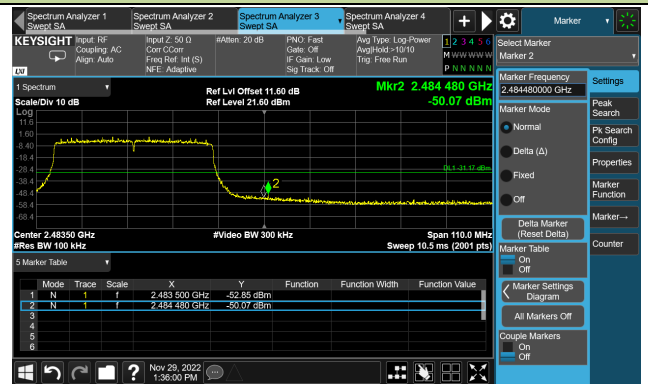 Spectrum Analyzer 1
Swept SA
Spectrum Analyzer 2
Swept SA
Spectrum Analyzer 3
Swept SA
Spectrum Analyzer 4
Swept SA
Marker
KEYSIGHT
LXI
Input: RF
Coupling: AC
Align: Auto
Input Z: 50 Ω
Corr CCorr
Freq Ref: Int (S)
NFE: Adaptive
#Atten: 20 dB
PNO: Fast
Gate: Off
IF Gain: Low
Sig Track: Off
Avg Type: Log-Power
Avg|Hold:>10/10
Trig: Free Run
1 2 3 4 5 6
M W W W W W
P N N N N N
Select Marker
Marker 2
1 Spectrum
Scale/Div 10 dB
Log
Ref Lvl Offset 11.60 dB
Ref Level 21.60 dBm
Mkr2 2.484 480 GHz
-50.07 dBm
11.6
1.60
-8.40
-18.4
-28.4
-38.4
-48.4
-58.4
-68.4
DL1 -31.17 dBm
2
Center 2.48350 GHz
#Res BW 100 kHz
#Video BW 300 kHz
Span 110.0 MHz
Sweep 10.5 ms (2001 pts)
5 Marker Table
Mode Trace Scale X Y Function Function Width Function Value
1 N 1 f 2.483 500 GHz -52.85 dBm
2 N 1 f 2.484 480 GHz -50.07 dBm
3
4
5
6
Marker Frequency
2.484480000 GHz
Marker Mode
Normal
Delta (Δ)
Fixed
Off
Delta Marker
(Reset Delta)
Marker Table
On
Off
Marker Settings
Diagram
All Markers Off
Couple Markers
On
Off
Settings
Peak
Search
Pk Search
Config
Properties
Marker
Function
Marker→
Counter
Nov 29, 2022
1:36:00 PM